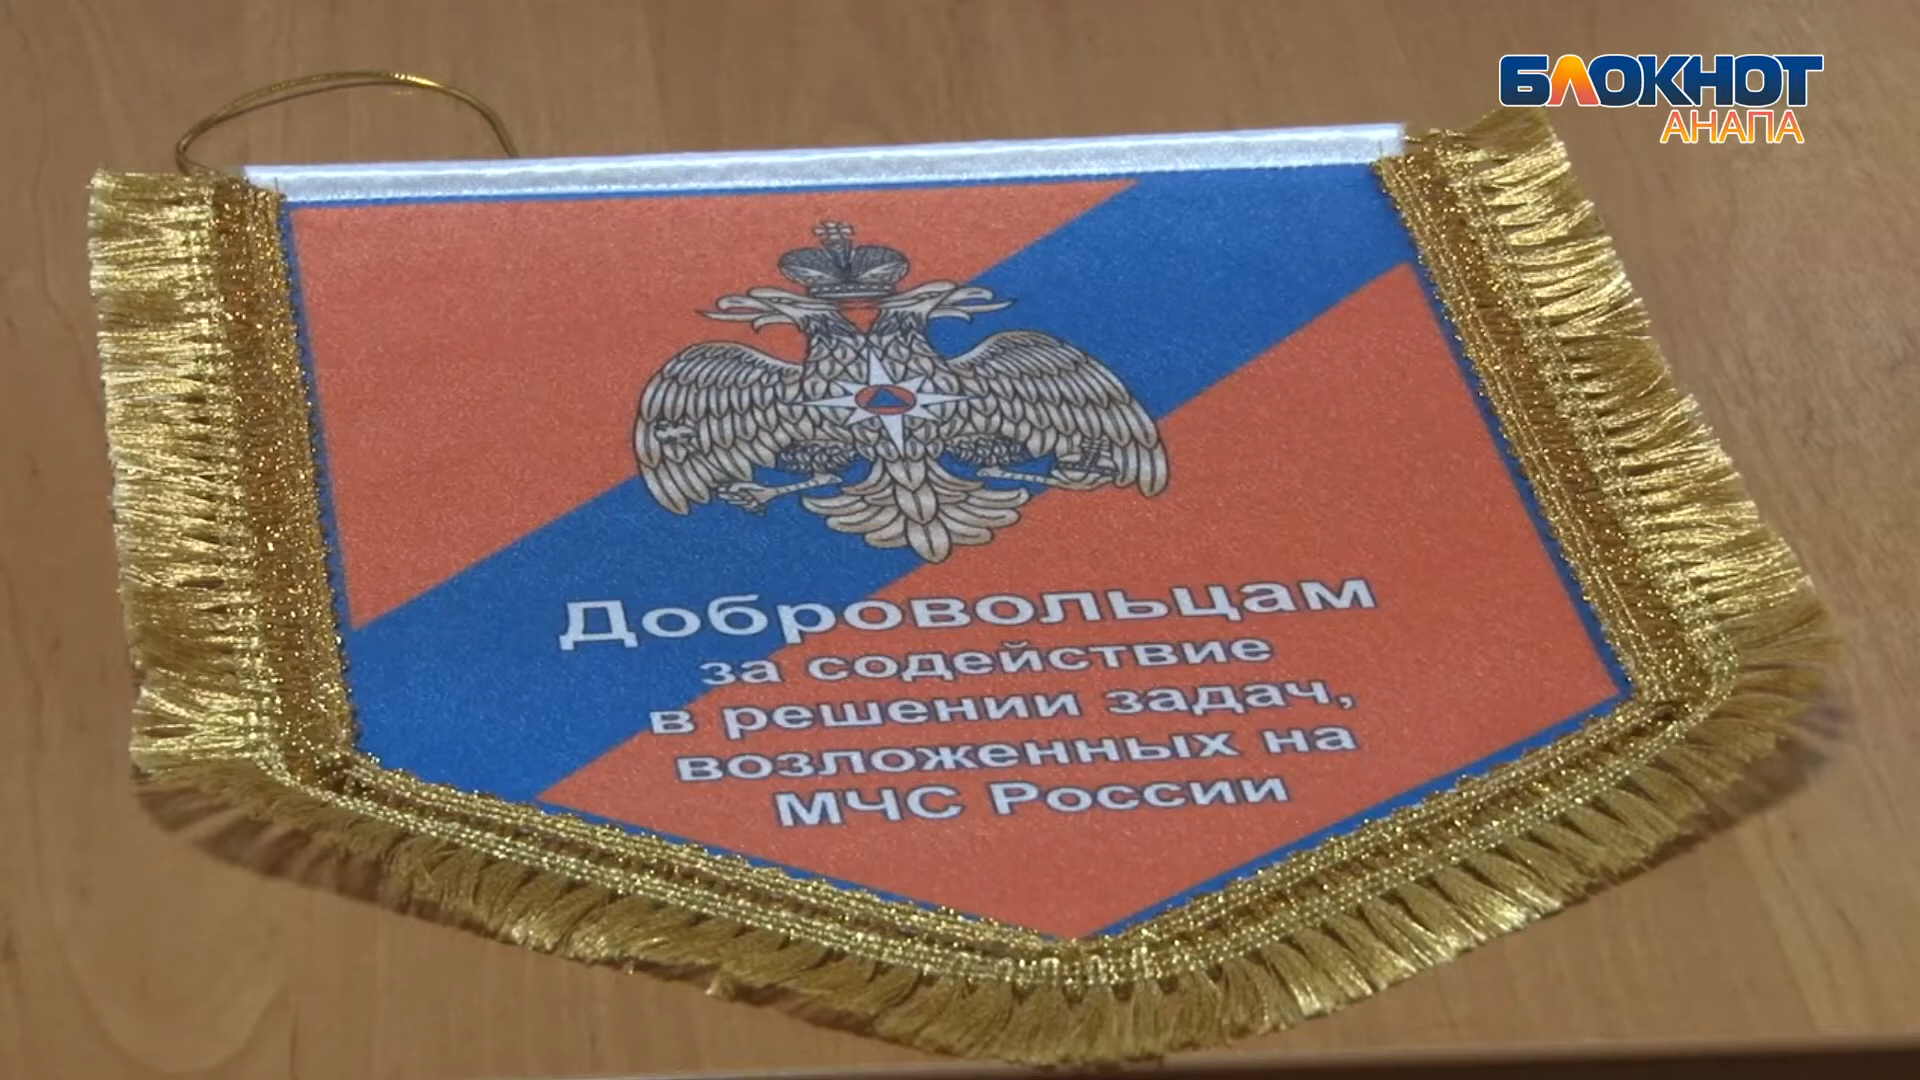 БЛОКНОТ
АНАПА
Добровольцам
за содействие
в решении задач,
возложенных на
МЧС России